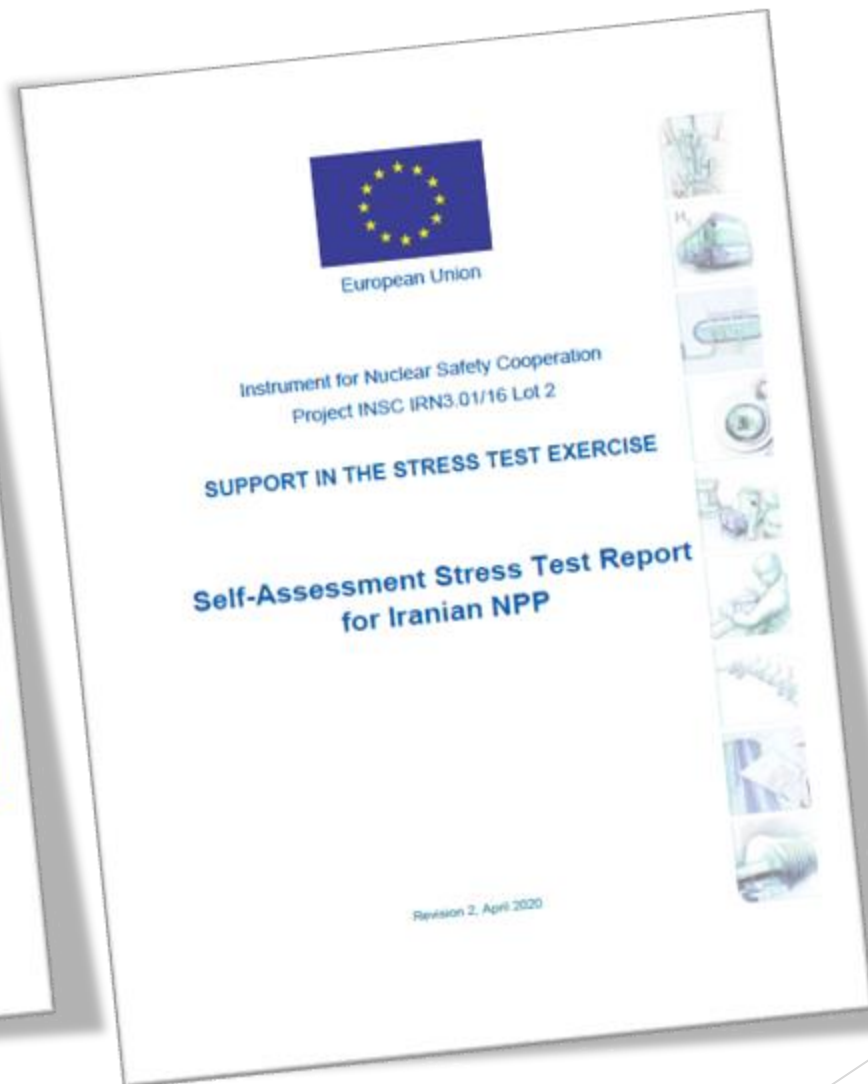 European Union
Instrument for Nuclear Safety Cooperation
Project INSC IRN3.01/16 Lot 2
SUPPORT IN THE STRESS TEST EXERCISE
Self-Assessment Stress Test Report
for Iranian NPP
Revision 2, April 2020
H₂